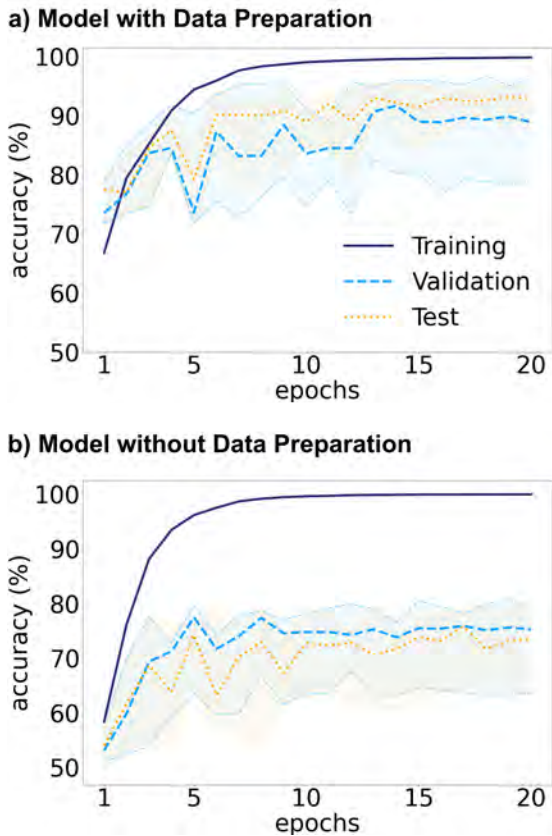 a) Model with Data Preparation
100
90
80
70
60
50
accuracy (%)
Training
Validation
Test
1 5 10 15 20
epochs
b) Model without Data Preparation
100
90
80
70
60
50
accuracy (%)
1 5 10 15 20
epochs